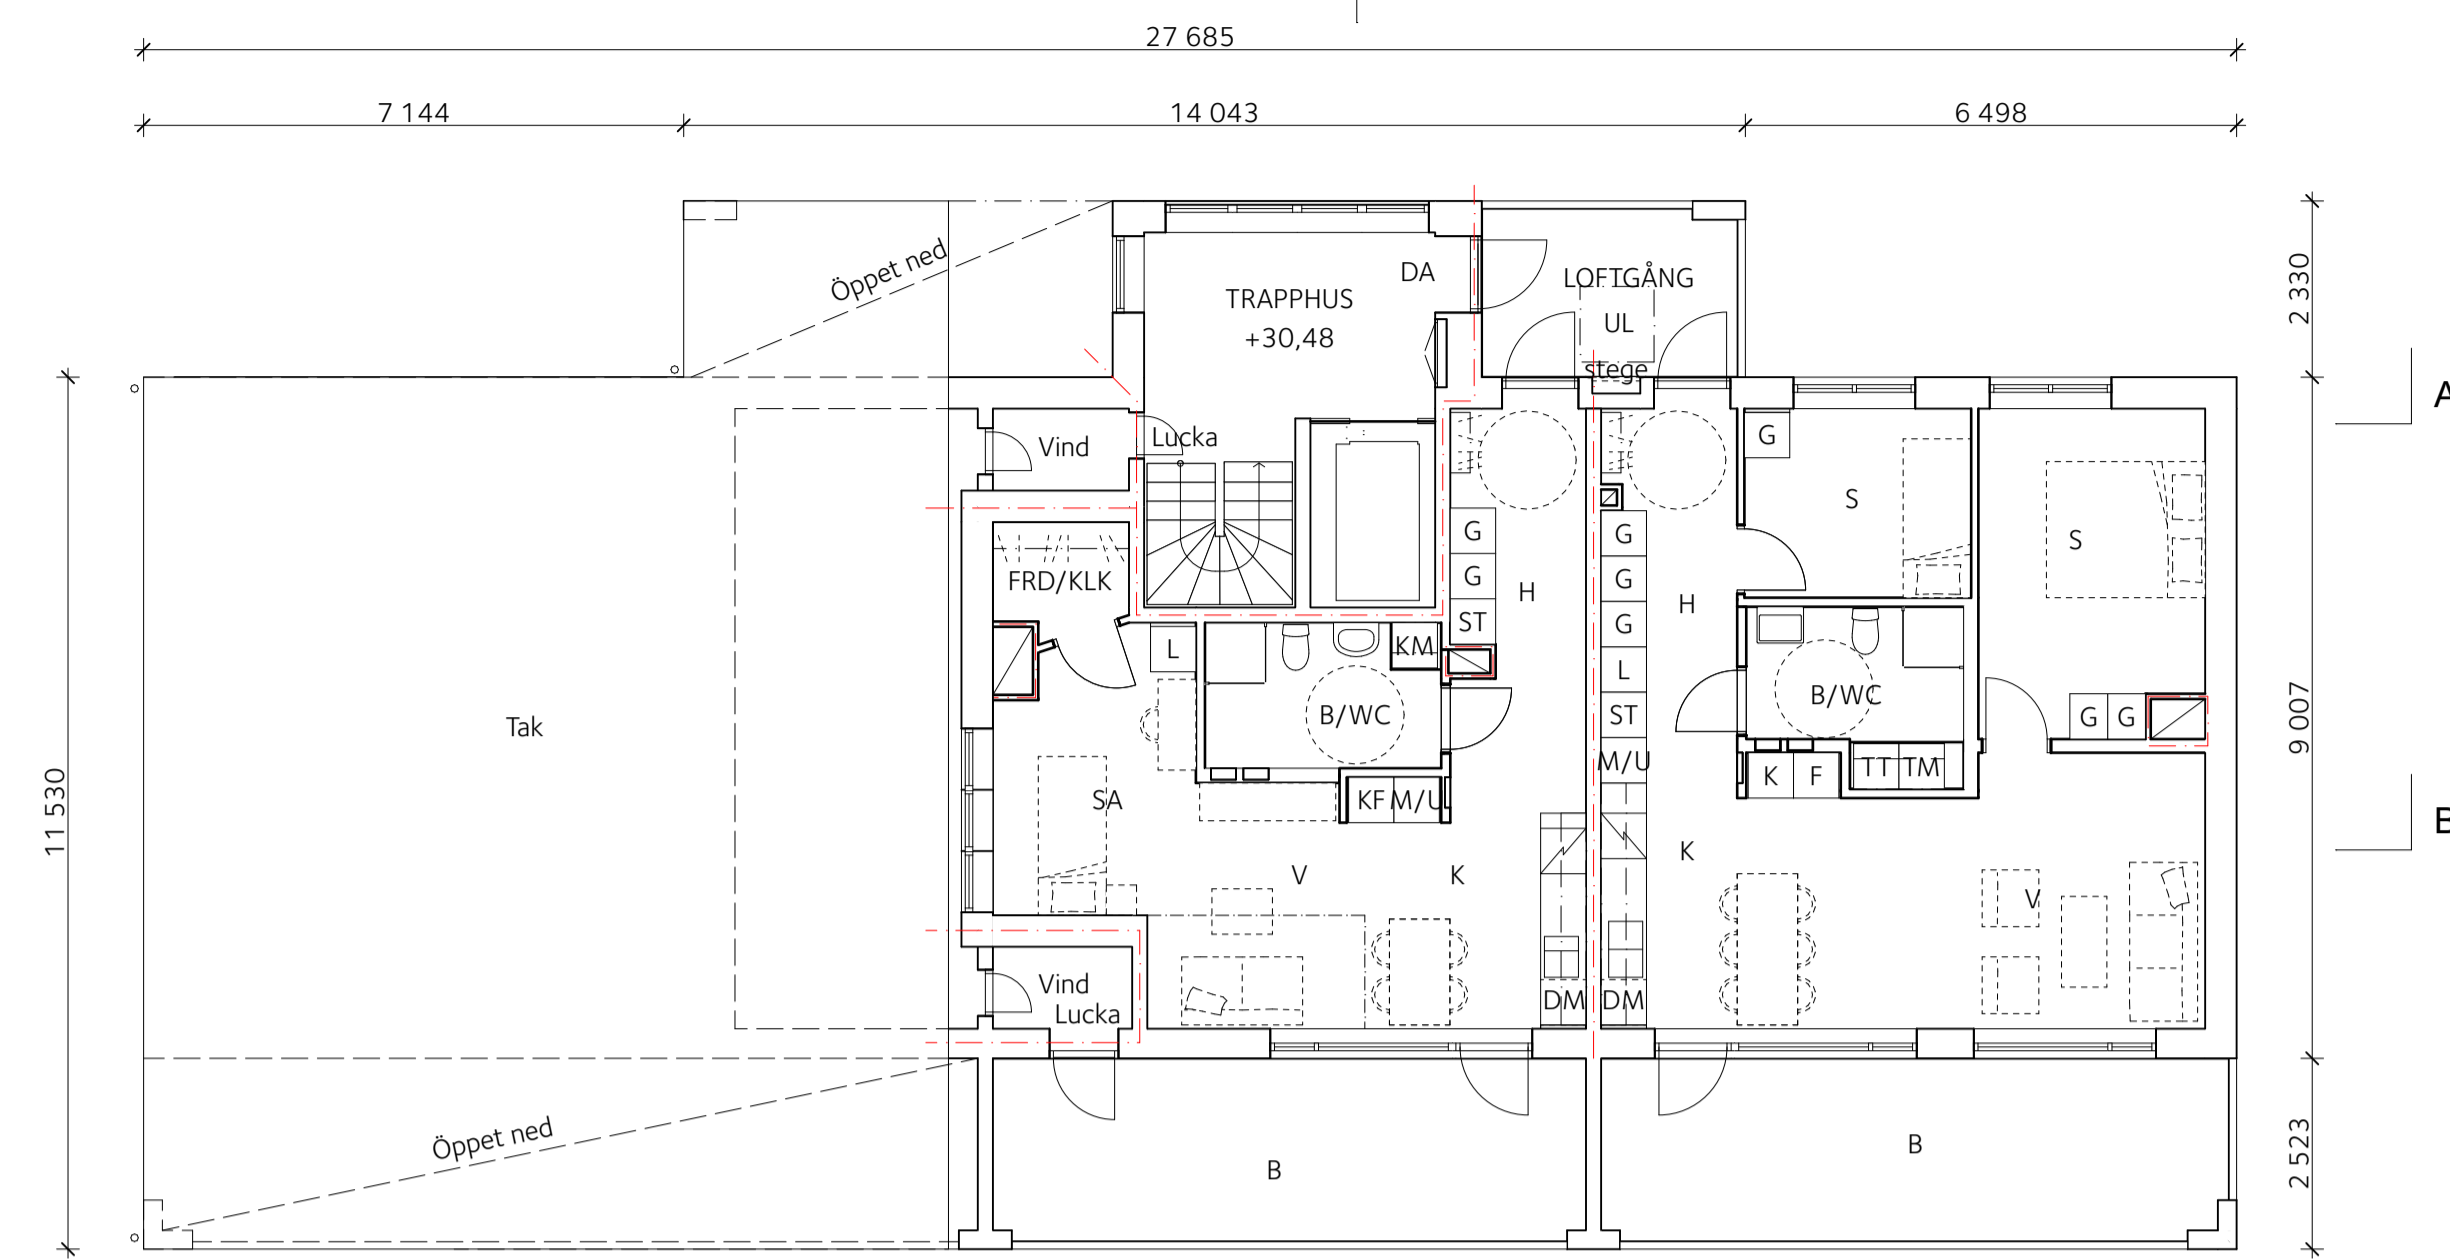 27 685
7 144
14 043
6 498
Öppet ned
TRAPPHUS
+30,48
DA
LOFTGÅNG
UL
stege
2 330
A
Vind
Lucka
G
S
S
FRD/KLK
G
G
ST
H
G
G
G
L
ST
M/U
H
L
KM
B/WC
B/WC
G
G
9 007
Tak
11 530
SA
KF
M/U
K
F
TT
TM
B
V
K
K
V
Vind
Lucka
DM
DM
Öppet ned
B
B
2 523